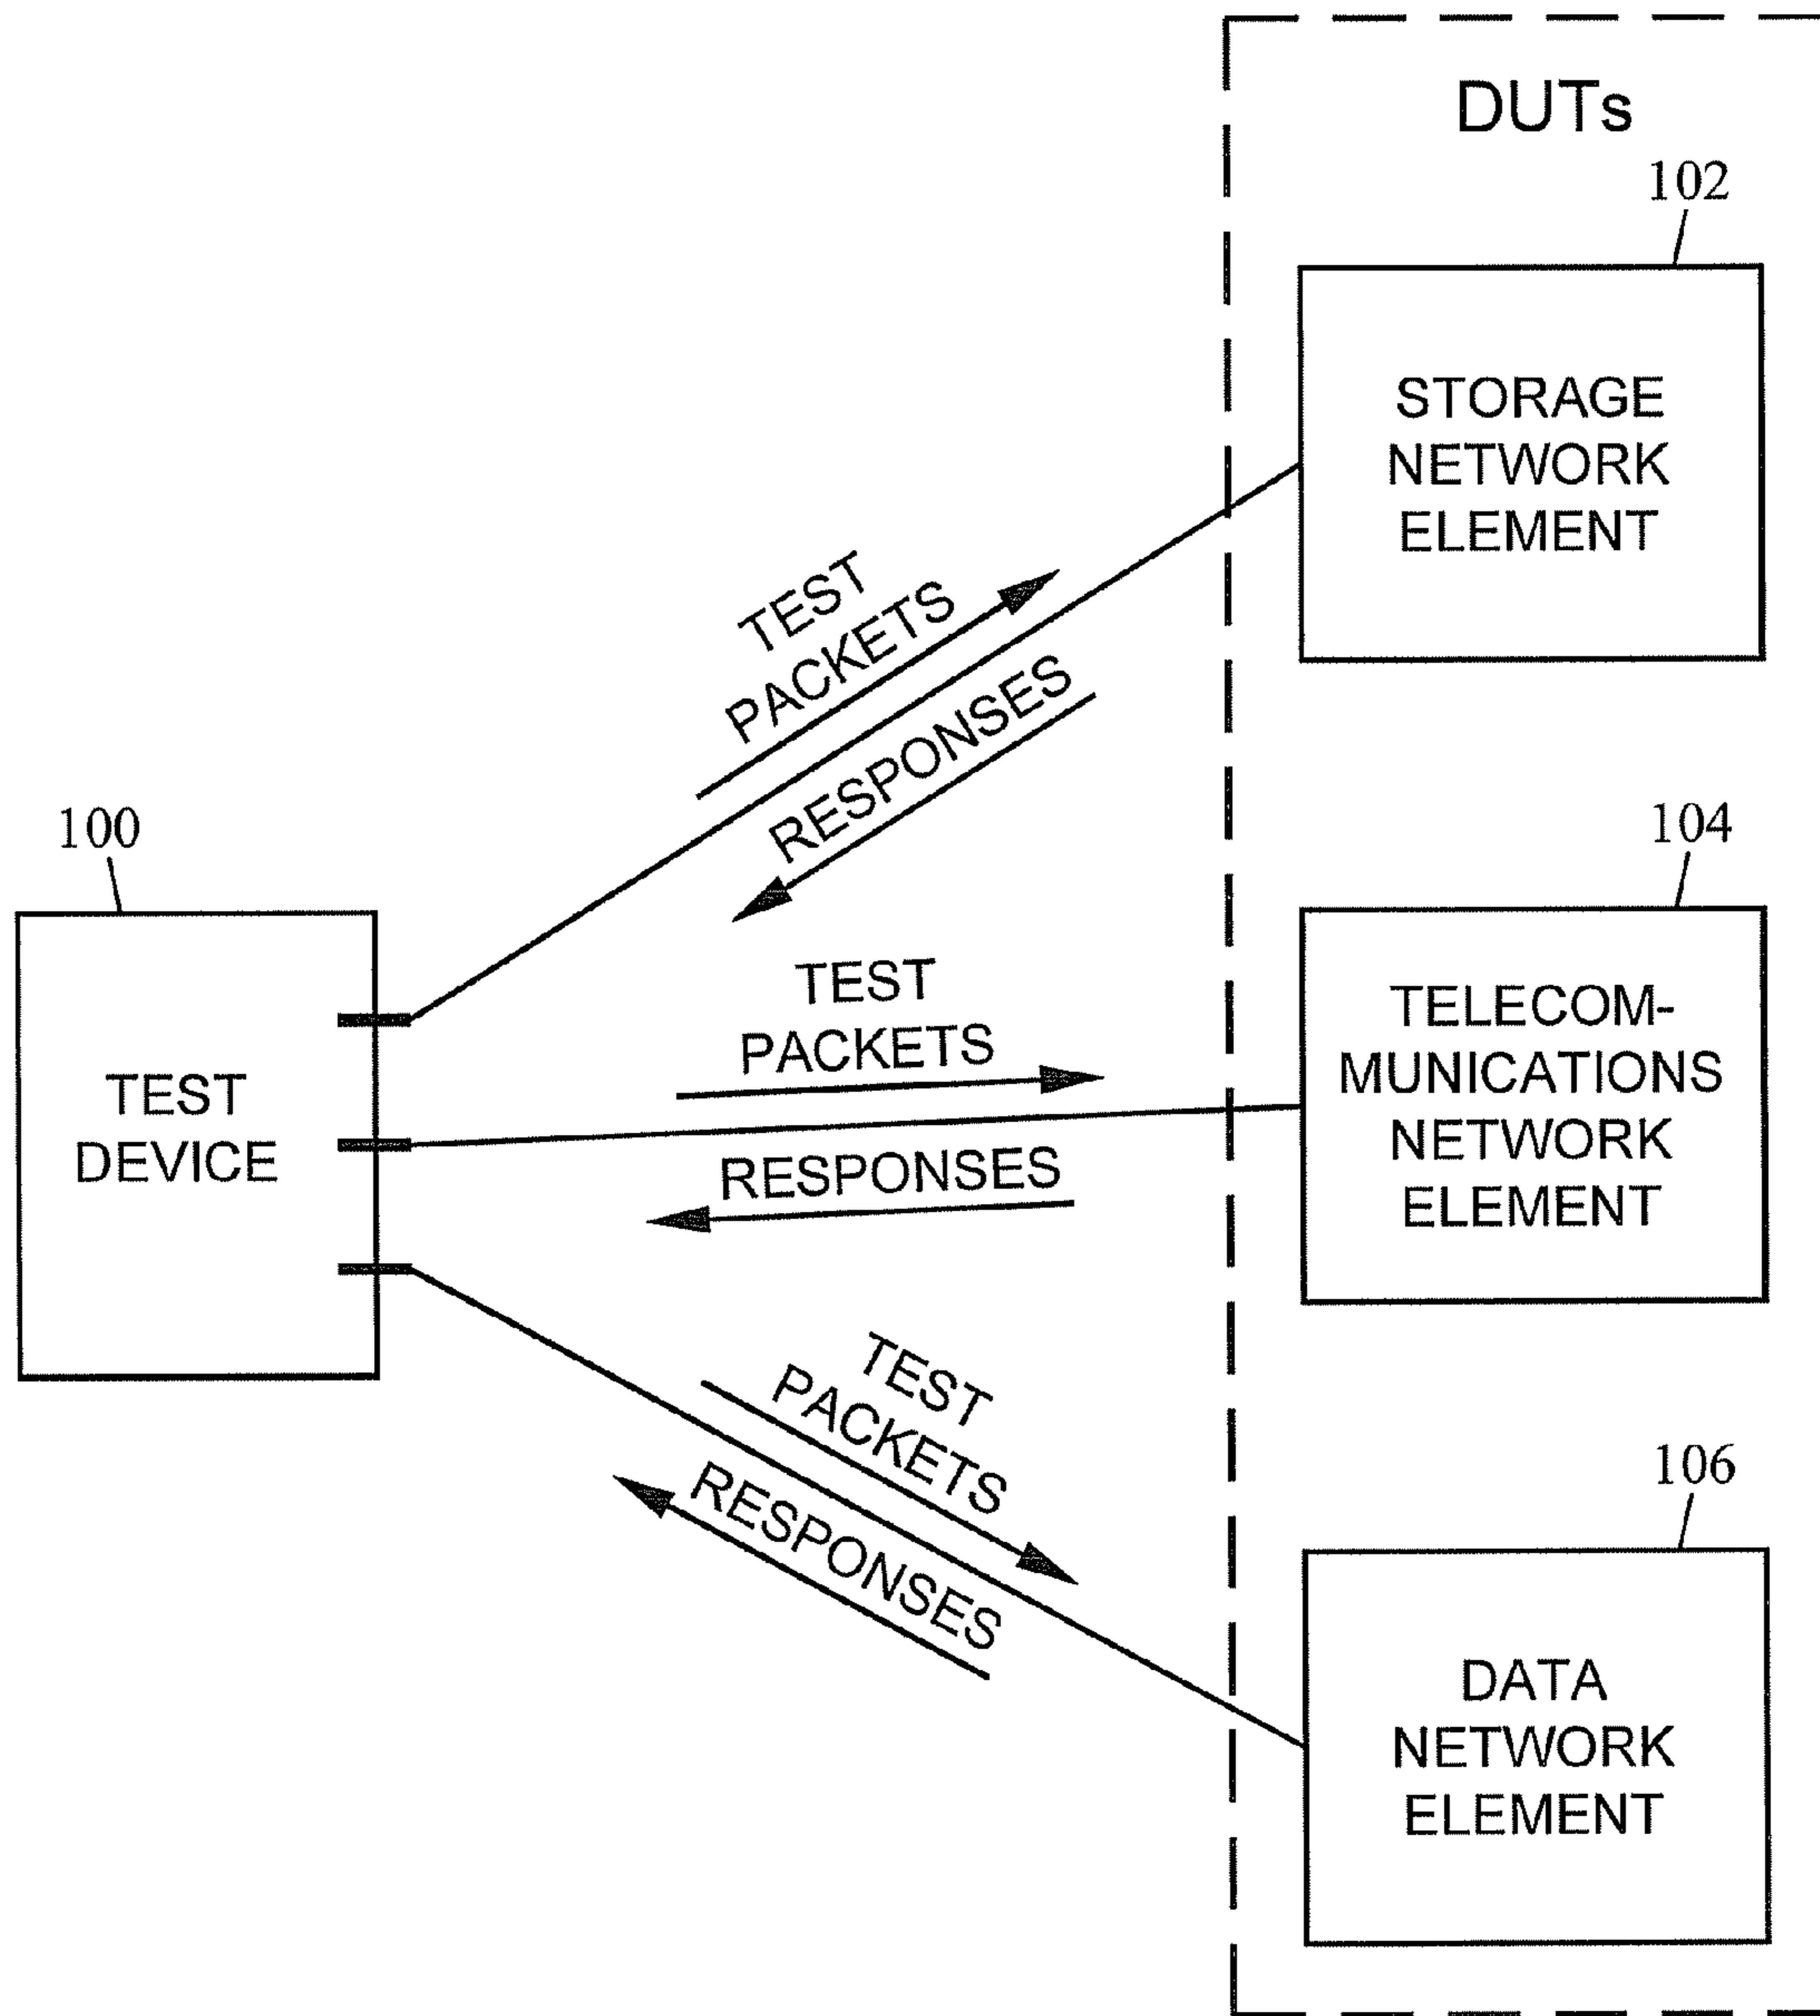 DUTs
102
STORAGE
NETWORK
ELEMENT
TEST
PACKETS
RESPONSES
100
TEST
DEVICE
104
TEST
PACKETS
RESPONSES
TELECOM-
MUNICATIONS
NETWORK
ELEMENT
TEST
PACKETS
RESPONSES
106
DATA
NETWORK
ELEMENT